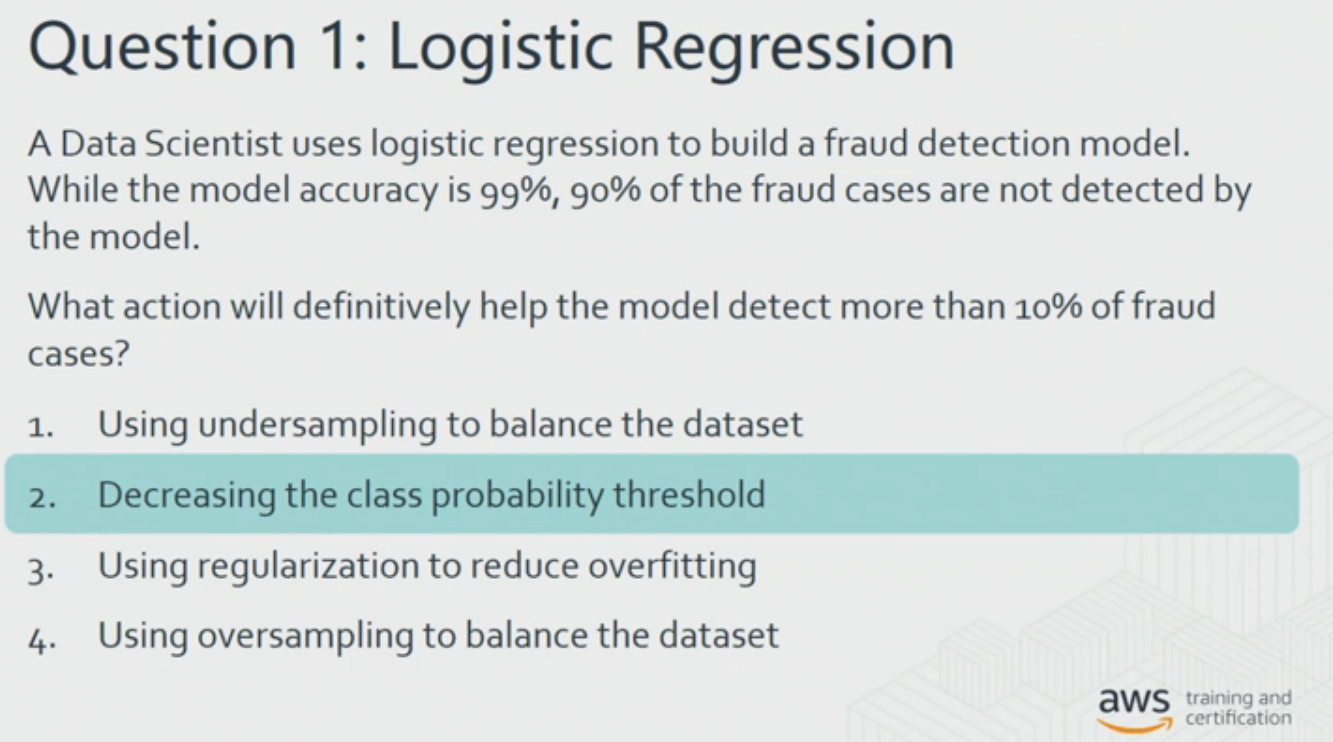 Question 1: Logistic Regression
A Data Scientist uses logistic regression to build a fraud detection model.
While the model accuracy is 99%, 90% of the fraud cases are not detected by
the model.
What action will definitively help the model detect more than 10% of fraud
cases?
1. Using undersampling to balance the dataset
2. Decreasing the class probability threshold
3. Using regularization to reduce overfitting
4. Using oversampling to balance the dataset
aws training and
certification